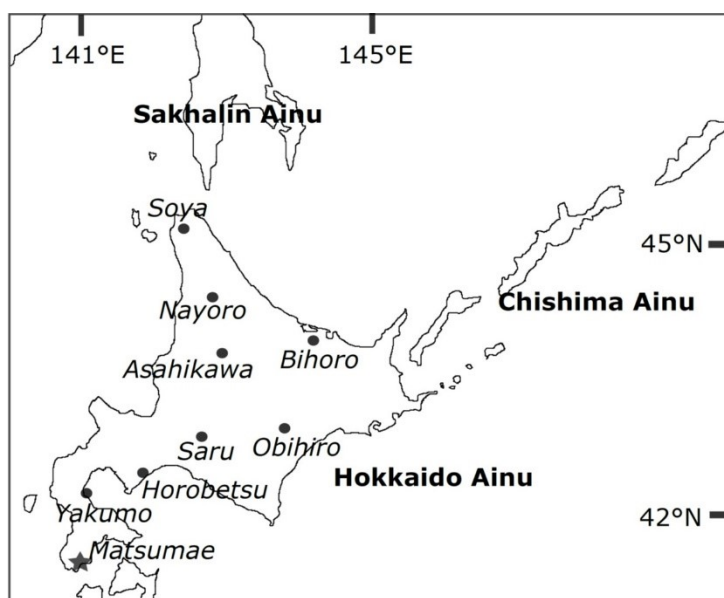 141°E
145°E
Sakhalin Ainu
Soya
45°N
Nayoro
Chishima Ainu
Bihoro
Asahikawa
Saru
Obihiro
Hokkaido Ainu
Horobetsu
Yakumo
42°N
Matsumae